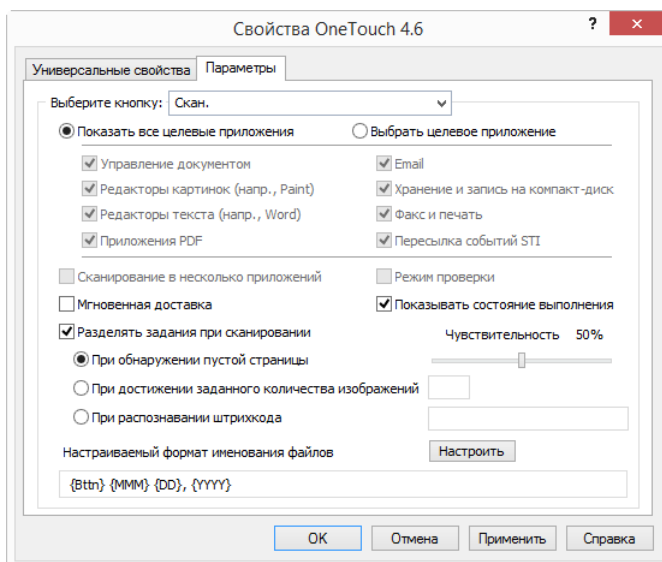 Свойства OneTouch 4.6 ?
Универсальные свойства Параметры
Выберите кнопку: Скан.
Показать все целевые приложения Выбрать целевое приложение
Управление документом Email
Редакторы картинок (напр., Paint) Хранение и запись на компакт-диск
Редакторы текста (напр., Word) Факс и печать
Приложения PDF Пересылка событий STI
Сканирование в несколько приложений Режим проверки
Мгновенная доставка Показывать состояние выполнения
Разделять задания при сканировании Чувствительность 50%
При обнаружении пустой страницы
При достижении заданного количества изображений
При распознавании штрихкода
Настраиваемый формат именования файлов Настроить
{Bttn} {MMM} {DD}, {YYYY}
OK Отмена Применить Справка